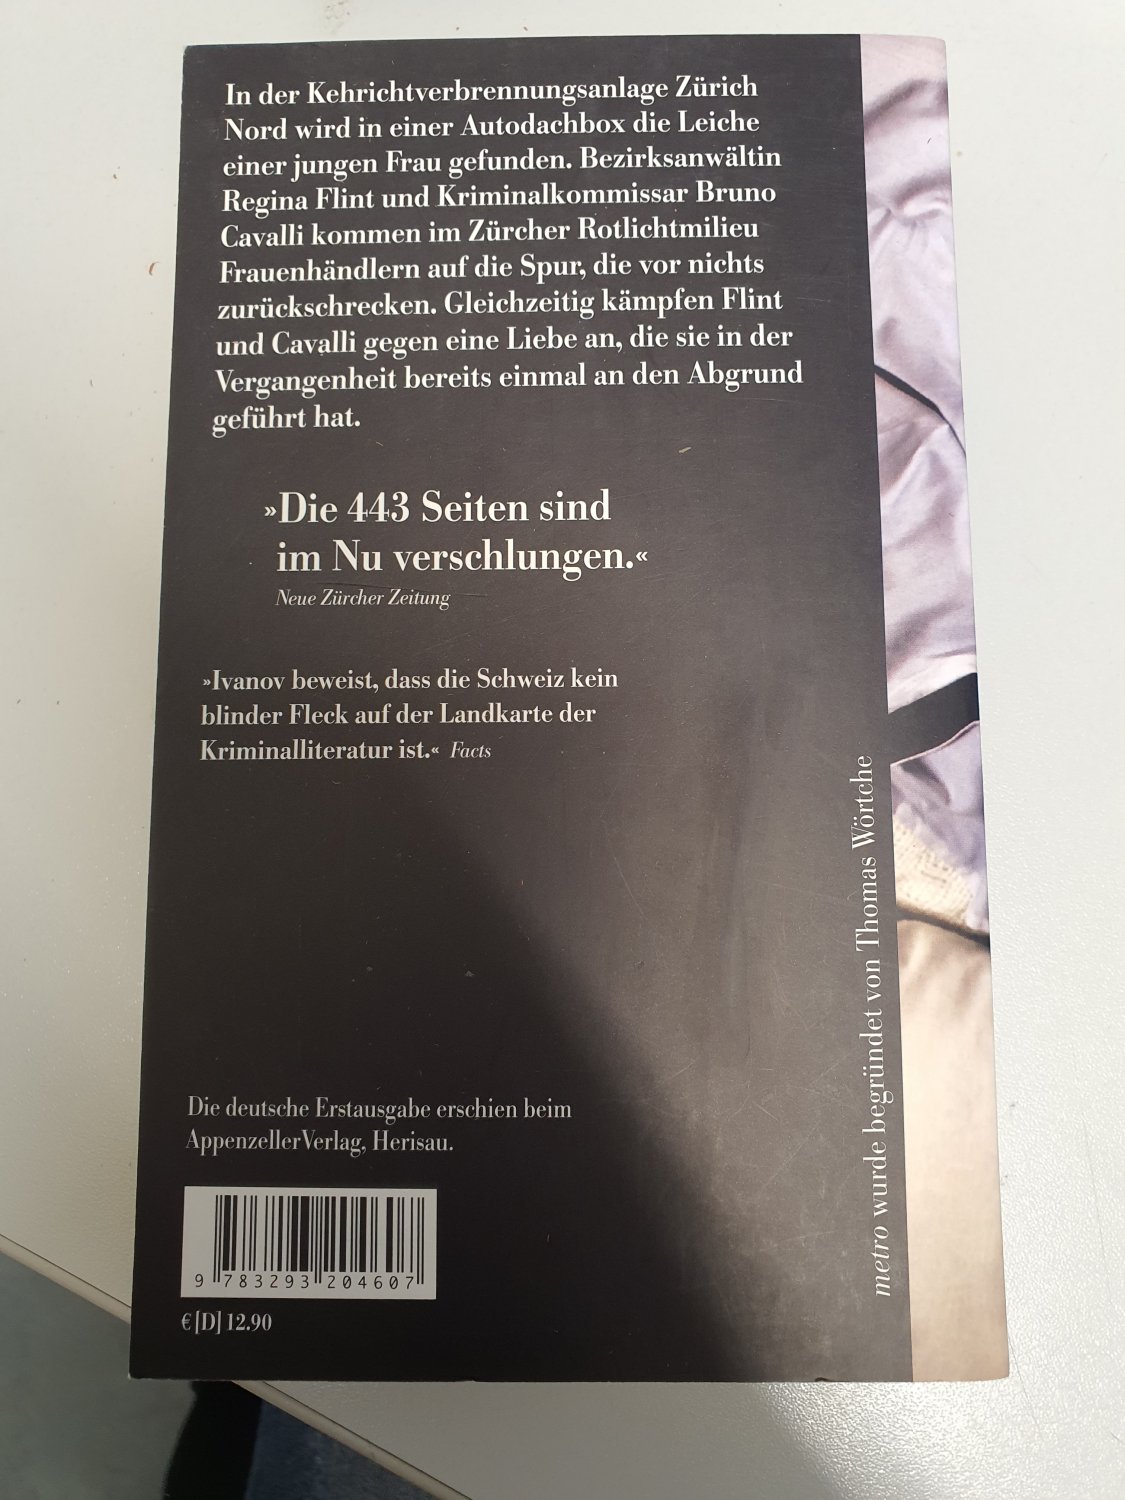 In der Kehrichtverbrennungsanlage Zürich
Nord wird in einer Autodachbox die Leiche
einer jungen Frau gefunden. Bezirksanwältin
Regina Flint und Kriminalkommissar Bruno
Cavalli kommen im Zürcher Rotlichtmilieu
Frauenhändlern auf die Spur, die vor nichts
zurückschrecken. Gleichzeitig kämpfen Flint
und Cavalli gegen eine Liebe an, die sie in der
Vergangenheit bereits einmal an den Abgrund
geführt hat.
»Die 443 Seiten sind
im Nu verschlungen.«
Neue Zürcher Zeitung
»Ivanov beweist, dass die Schweiz kein
blinder Fleck auf der Landkarte der
Kriminalliteratur ist.« Facts
metro wurde begründet von Thomas Wörtche
Die deutsche Erstausgabe erschien beim
AppenzellerVerlag, Herisau.
9 783293 204607
€ [D] 12.90